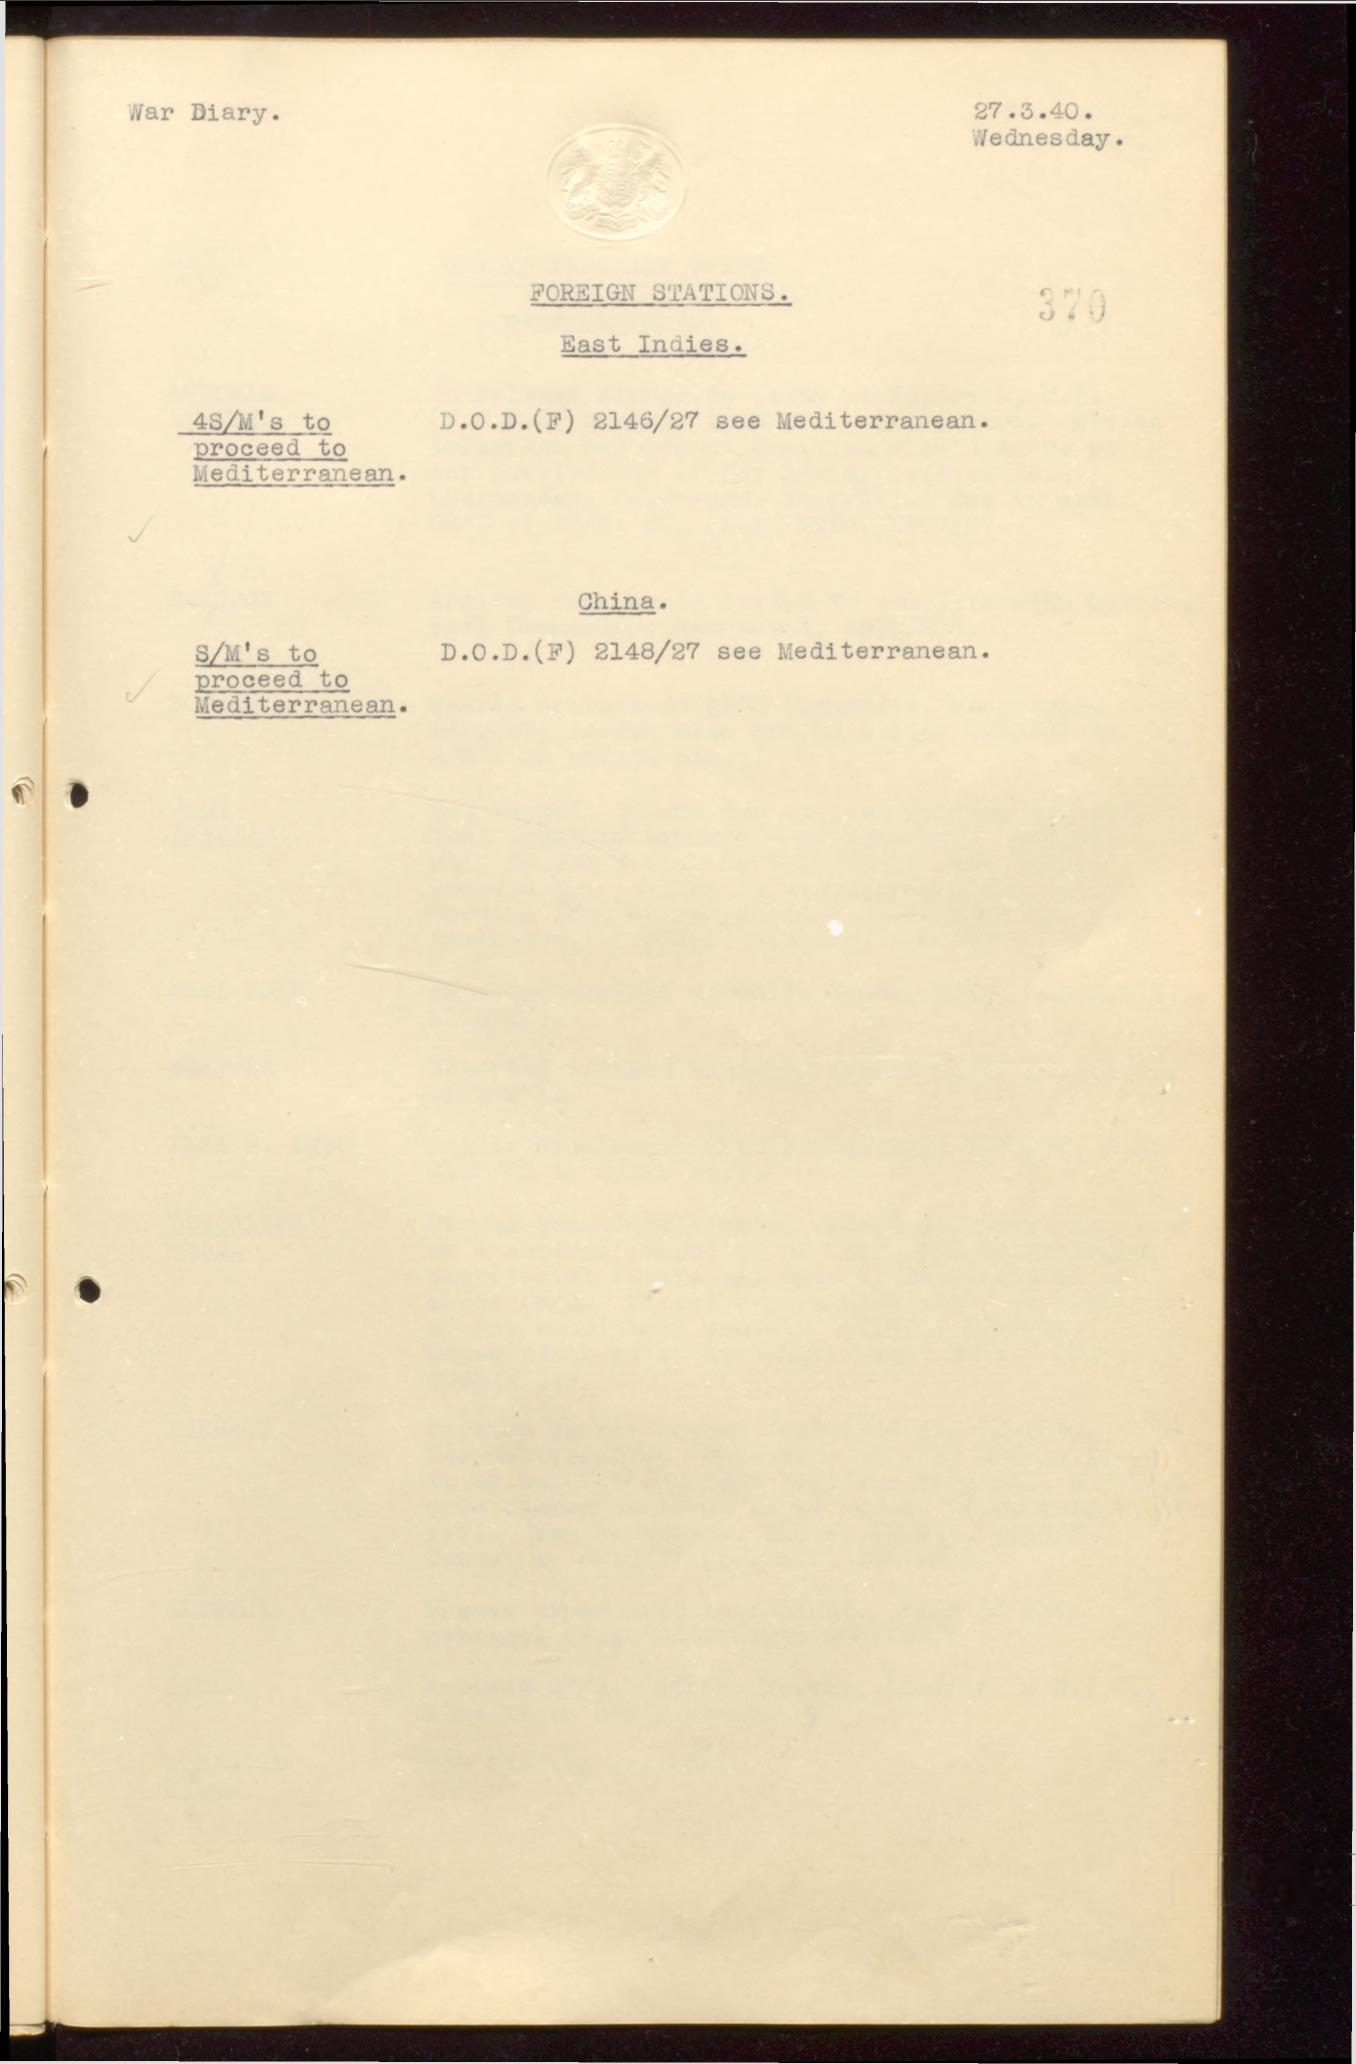 War Diary.
27.3.40.
Wednesday.
FOREIGN STATIONS.
370
East Indies.
4S/M's to D.O.D.(F) 2146/27 see Mediterranean.
proceed to
Mediterranean.
China.
S/M's to D.O.D.(F) 2148/27 see Mediterranean.
proceed to
Mediterranean.